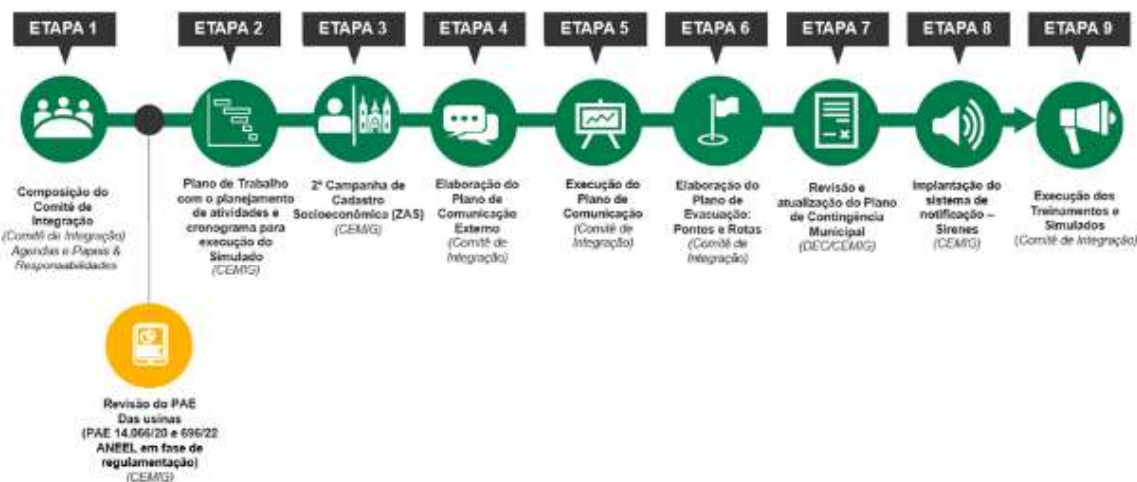 ETAPA 1
Composição do
Comitê de
Integração
(Comitê de Integração)
Agendas e Papeis &
Responsabilidades
Revisão do PAE
Das usinas
(PAE 14.066/20 e 696/22
ANEEL em fase de
regulamentação)
(CEMIG)
ETAPA 2
Plano de Trabalho
com o planejamento
de atividades e
cronograma para
execução do
Simulado
(CEMIG)
ETAPA 3
2ª Campanha de
Cadastro
Socioeconômico (ZAS)
(CEMIG)
ETAPA 4
Elaboração do
Plano de
Comunicação
Externo
(Comitê de
Integração)
ETAPA 5
Execução do
Plano de
Comunicação
(Comitê de
Integração)
ETAPA 6
Elaboração do
Plano de
Evacuação:
Pontos e Rotas
(Comitê de
Integração)
ETAPA 7
Revisão e
atualização do Plano
de Contingência
Municipal
(DEC/CEMIG)
ETAPA 8
Implantação do
sistema de
notificação –
Sirenes
(CEMIG)
ETAPA 9
Execução dos
Treinamentos e
Simulados
(Comitê de Integração)